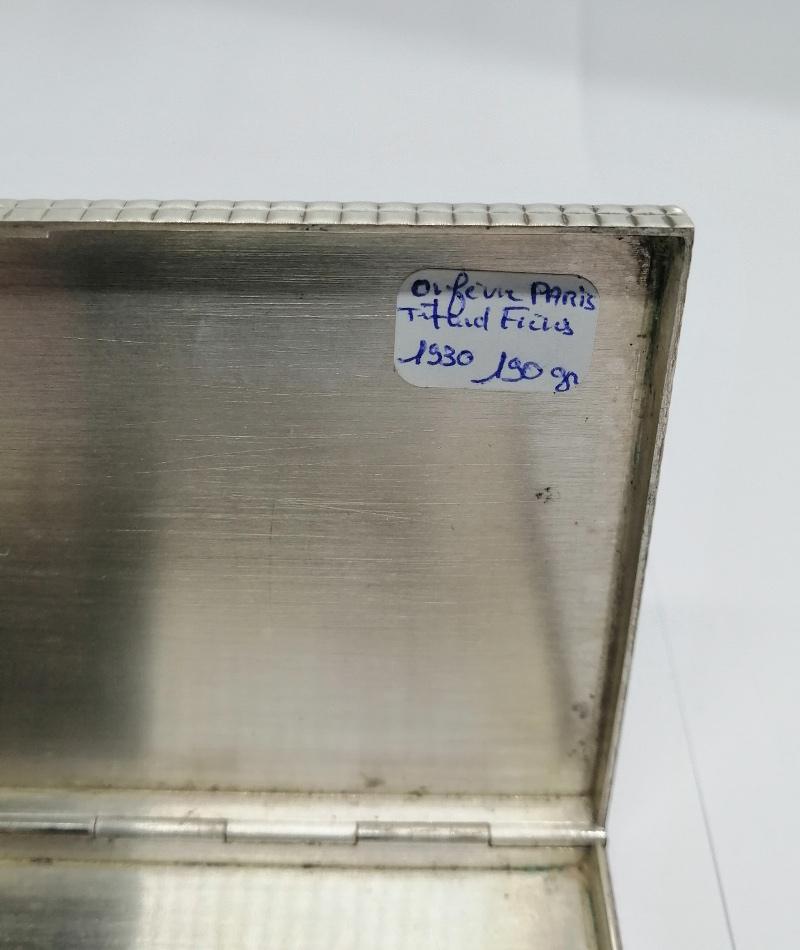 Orfèvre PARIS
Tétard Frères
1930 190 gr